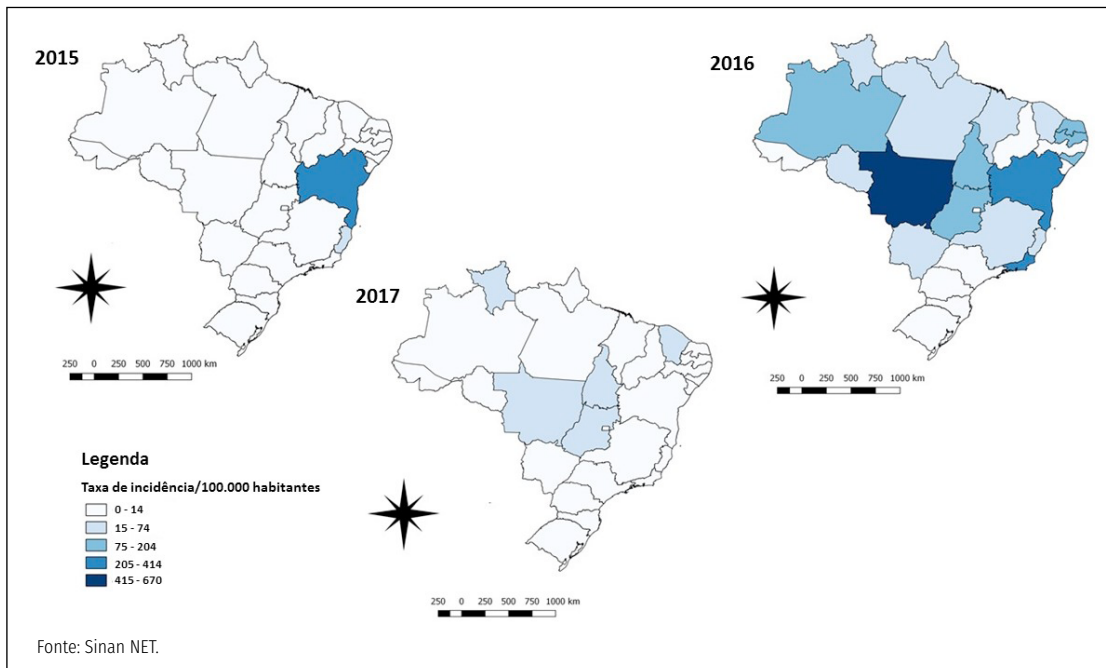 2015
2016
250 0 250 500 750 1000 km
250 0 250 500 750 1000 km
2017
Legenda
Taxa de incidência/100.000 habitantes
0 - 14
15 - 74
75 - 204
205 - 414
415 - 670
250 0 250 500 750 1000 km
Fonte: Sinan NET.